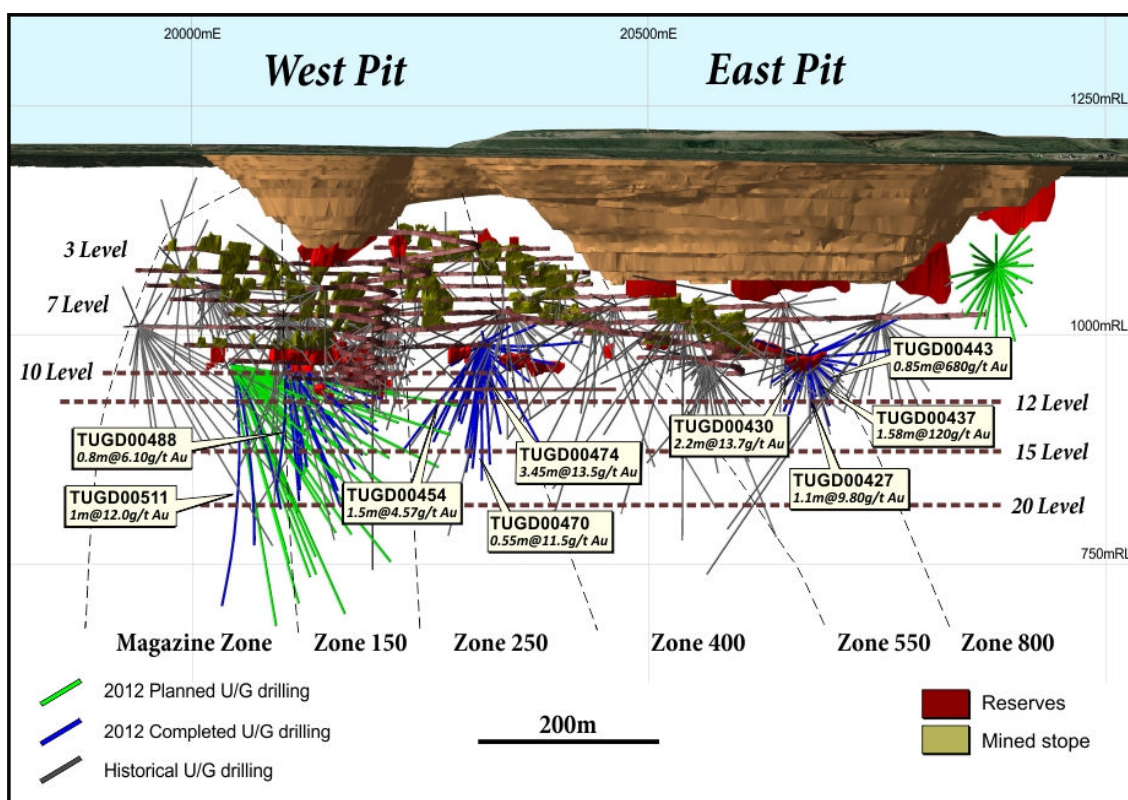 20000mE
20500mE
West Pit
East Pit
1250mRL
3 Level
7 Level
1000mRL
10 Level
TUGD00443
0.85m@680g/t Au
12 Level
TUGD00437
1.58m@120g/t Au
TUGD00430
2.2m@13.7g/t Au
TUGD00488
0.8m@6.10g/t Au
TUGD00474
3.45m@13.5g/t Au
15 Level
TUGD00427
1.1m@9.80g/t Au
TUGD00511
1m@12.0g/t Au
TUGD00454
1.5m@4.57g/t Au
TUGD00470
0.55m@11.5g/t Au
20 Level
750mRL
Magazine Zone
Zone 150
Zone 250
Zone 400
Zone 550
Zone 800
2012 Planned U/G drilling
2012 Completed U/G drilling
Historical U/G drilling
200m
Reserves
Mined stope